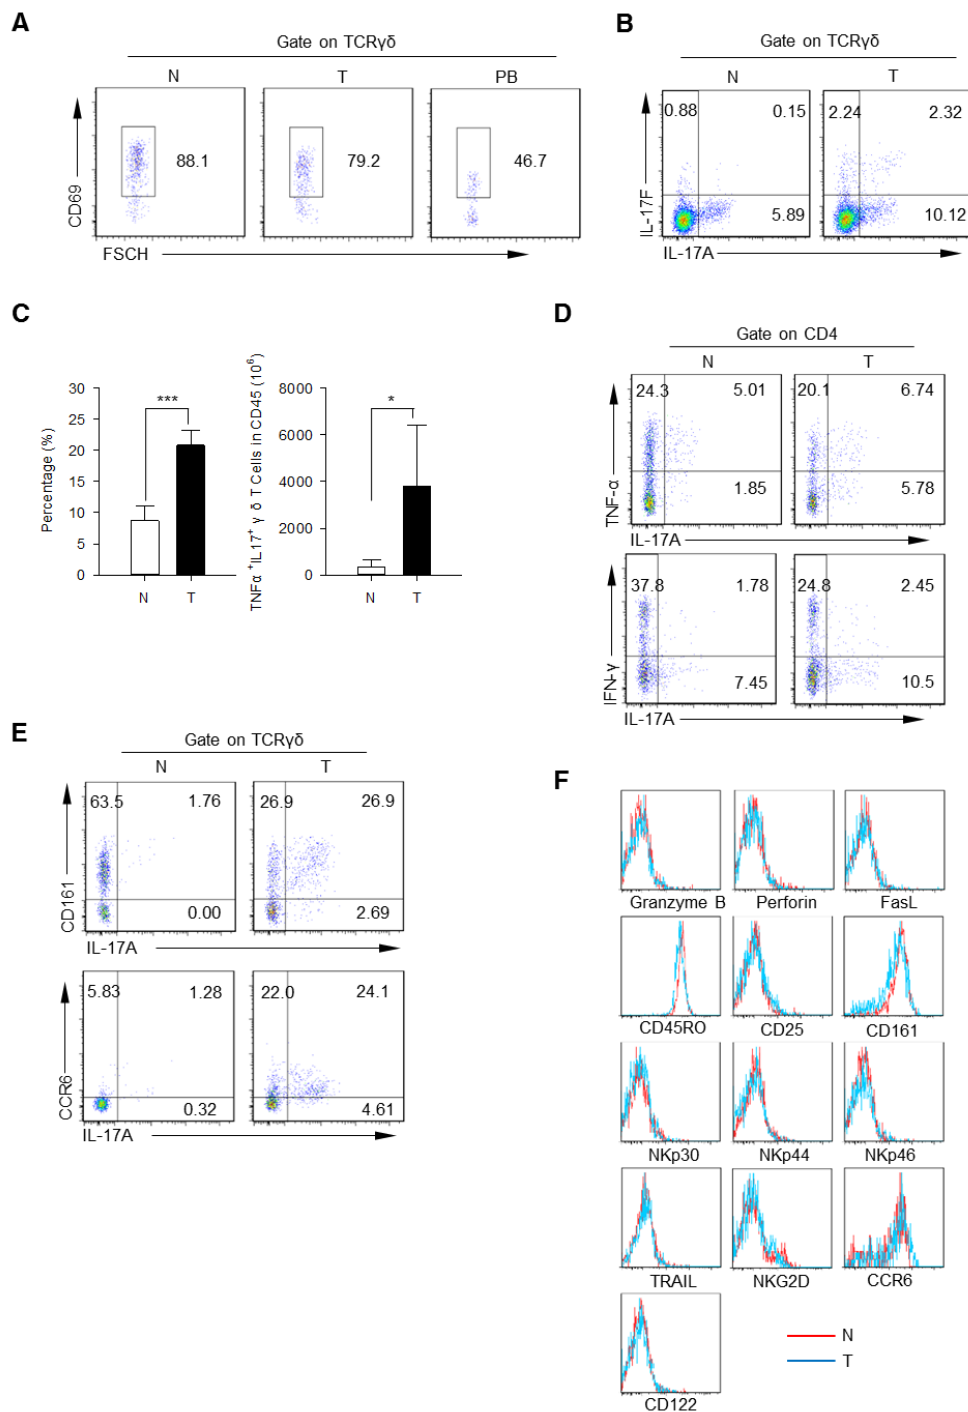 A
Gate on TCRγδ
N T PB
88.1 79.2 46.7
CD69
FSCH
B
Gate on TCRγδ
N T
0.88 0.15 2.24 2.32
5.89 10.12
IL-17F
IL-17A
C
Percentage (%)
30
25
20
15
10
5
0
***
N T
TNFα⁺IL17⁺ γ δ T Cells in CD45 (10⁶)
8000
6000
4000
2000
0
*
N T
D
Gate on CD4
N T
24.3 5.01 20.1 6.74
1.85 5.78
TNF-α
IL-17A
37.8 1.78 24.8 2.45
7.45 10.5
IFN-γ
IL-17A
E
Gate on TCRγδ
N T
63.5 1.76 26.9 26.9
0.00 2.69
CD161
IL-17A
5.83 1.28 22.0 24.1
0.32 4.61
CCR6
IL-17A
F
Granzyme B Perforin FasL
CD45RO CD25 CD161
NKp30 NKp44 NKp46
TRAIL NKG2D CCR6
CD122
N
T